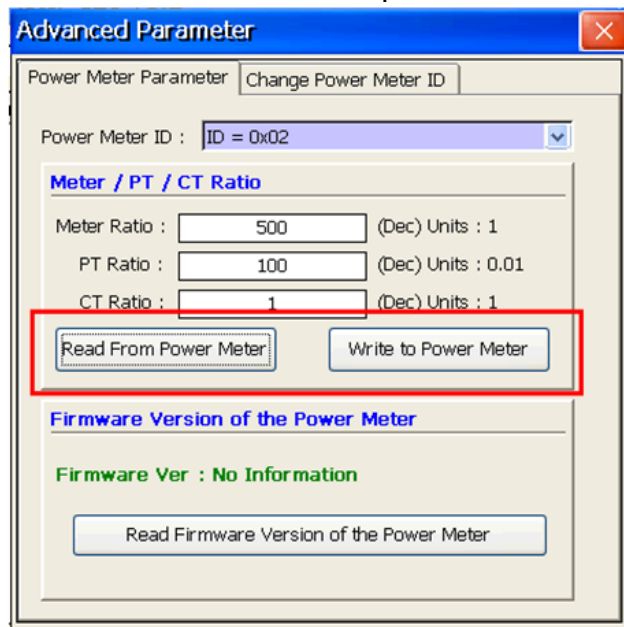 Advanced Parameter
Power Meter Parameter Change Power Meter ID
Power Meter ID : ID = 0x02
Meter / PT / CT Ratio
Meter Ratio : 500 (Dec) Units : 1
PT Ratio : 100 (Dec) Units : 0.01
CT Ratio : 1 (Dec) Units : 1
Read From Power Meter Write to Power Meter
Firmware Version of the Power Meter
Firmware Ver : No Information
Read Firmware Version of the Power Meter